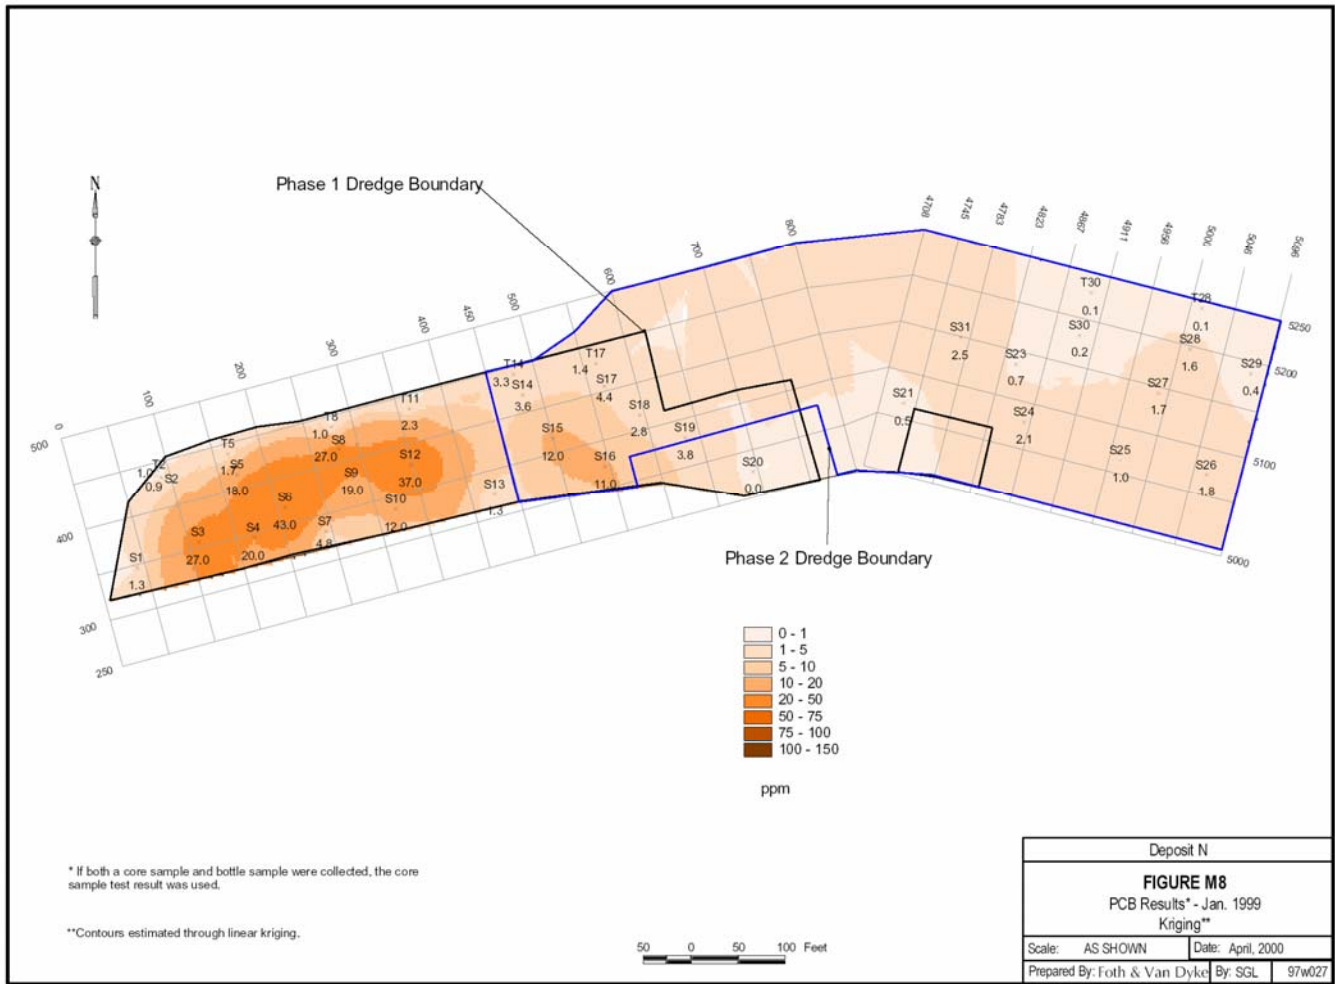 N
Phase 1 Dredge Boundary
0
100
200
300
400
450
500
600
700
800
4708
4745
4783
4823
4867
4911
4956
5000
5046
5096
500
400
300
250
5250
5200
5100
5000
T2
1.0
S2
0.9
T5
1.7
S5
18.0
T8
1.0
S8
27.0
T11
2.3
S12
37.0
S9
19.0
S10
12.0
S6
43.0
S7
4.8
S3
27.0
S4
20.0
S1
1.3
S13
1.3
T14
3.3
S14
3.6
T17
1.4
S17
4.4
S18
2.8
S15
12.0
S16
11.0
S19
3.8
S20
0.0
S21
0.5
S31
2.5
S23
0.7
S24
2.1
T30
0.1
S30
0.2
T28
0.1
S28
1.6
S29
0.4
S27
1.7
S25
1.0
S26
1.8
Phase 2 Dredge Boundary
0 - 1
1 - 5
5 - 10
10 - 20
20 - 50
50 - 75
75 - 100
100 - 150
ppm
* If both a core sample and bottle sample were collected, the core
sample test result was used.
**Contours estimated through linear kriging.
50 0 50 100 Feet
Deposit N
FIGURE M8
PCB Results* - Jan. 1999
Kriging**
Scale: AS SHOWN Date: April, 2000
Prepared By: Foth & Van Dyke By: SGL 97w027